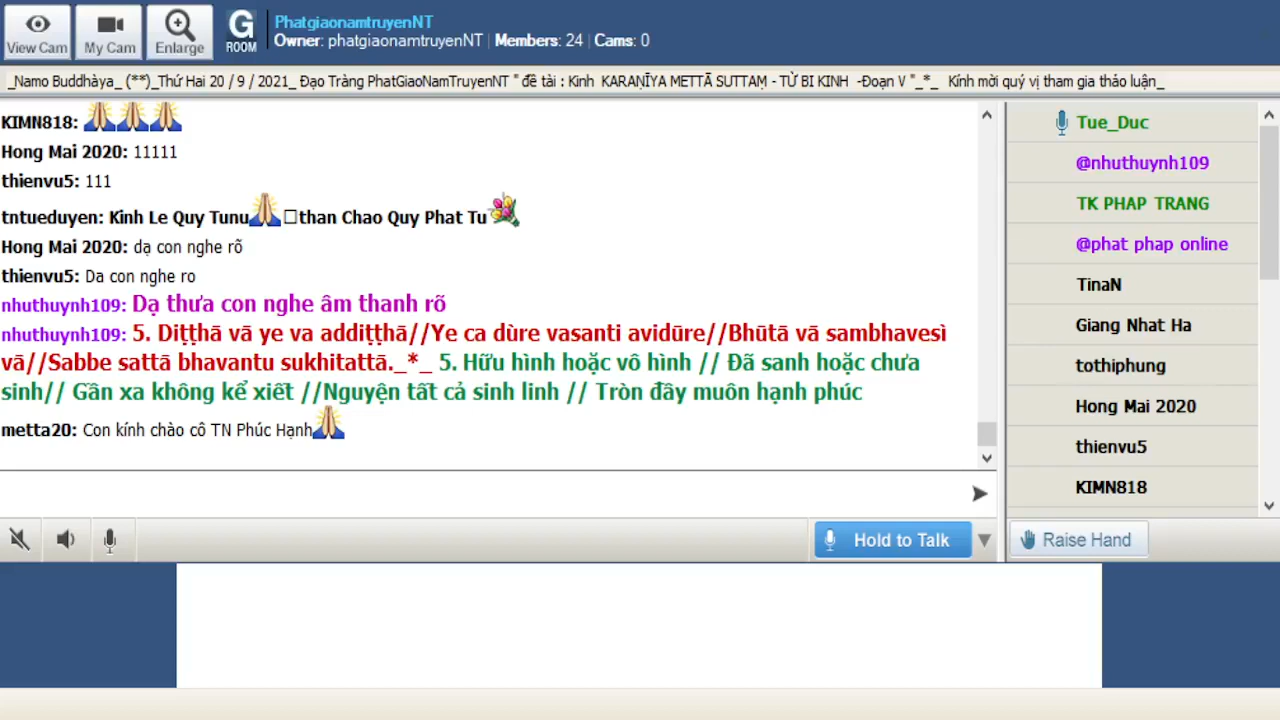 View Cam
My Cam
Enlarge
G
ROOM
PhatgiaonamtruyenNT
Owner: phatgiaonamtruyenNT | Members: 24 | Cams: 0
_Namo Buddhàya_ (**)_Thứ Hai 20 / 9 / 2021_ Đạo Tràng PhatGiaoNamTruyenNT " đề tài : Kinh KARAṆĪYA METTĀ SUTTAṂ - TỪ BI KINH -Đoạn V "_*_ Kính mời quý vị tham gia thảo luận_
KIMN818:
Hong Mai 2020: 11111
thienvu5: 111
tntueduyen: Kinh Le Quy Tunu than Chao Quy Phat Tu
Hong Mai 2020: dạ con nghe rõ
thienvu5: Da con nghe ro
nhuthuynh109: Dạ thưa con nghe âm thanh rõ
nhuthuynh109: 5. Diṭṭhā vā ye va addiṭṭhā//Ye ca dùre vasanti avidūre//Bhūtā vā sambhavesì
vā//Sabbe sattā bhavantu sukhitattā._*_ 5. Hữu hình hoặc vô hình // Đã sanh hoặc chưa
sinh// Gần xa không kể xiết //Nguyện tất cả sinh linh // Tròn đầy muôn hạnh phúc
metta20: Con kính chào cô TN Phúc Hạnh
Tue_Duc
@nhuthuynh109
TK PHAP TRANG
@phat phap online
TinaN
Giang Nhat Ha
tothiphung
Hong Mai 2020
thienvu5
KIMN818
Hold to Talk
Raise Hand